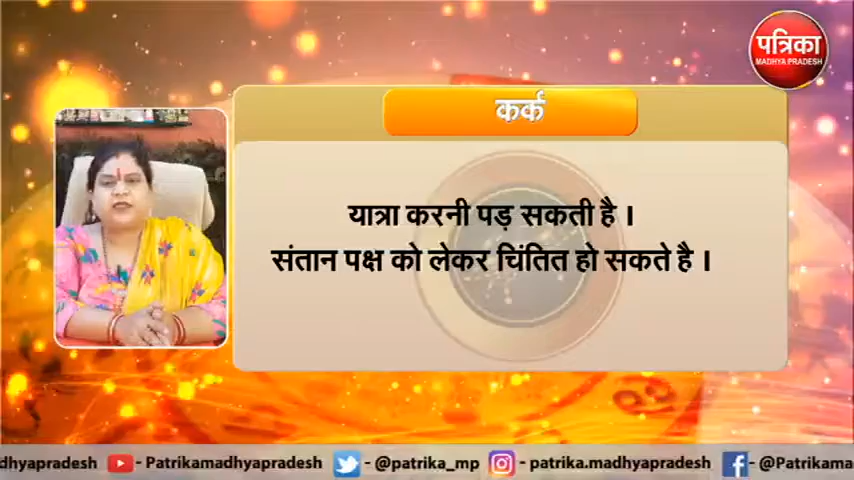 पत्रिका
MADHYA PRADESH
कर्क
यात्रा करनी पड़ सकती है ।
संतान पक्ष को लेकर चिंतित हो सकते है ।
dhyapradesh - Patrikamadhyapradesh - @patrika_mp - patrika.madhyapradesh - @Patrikama